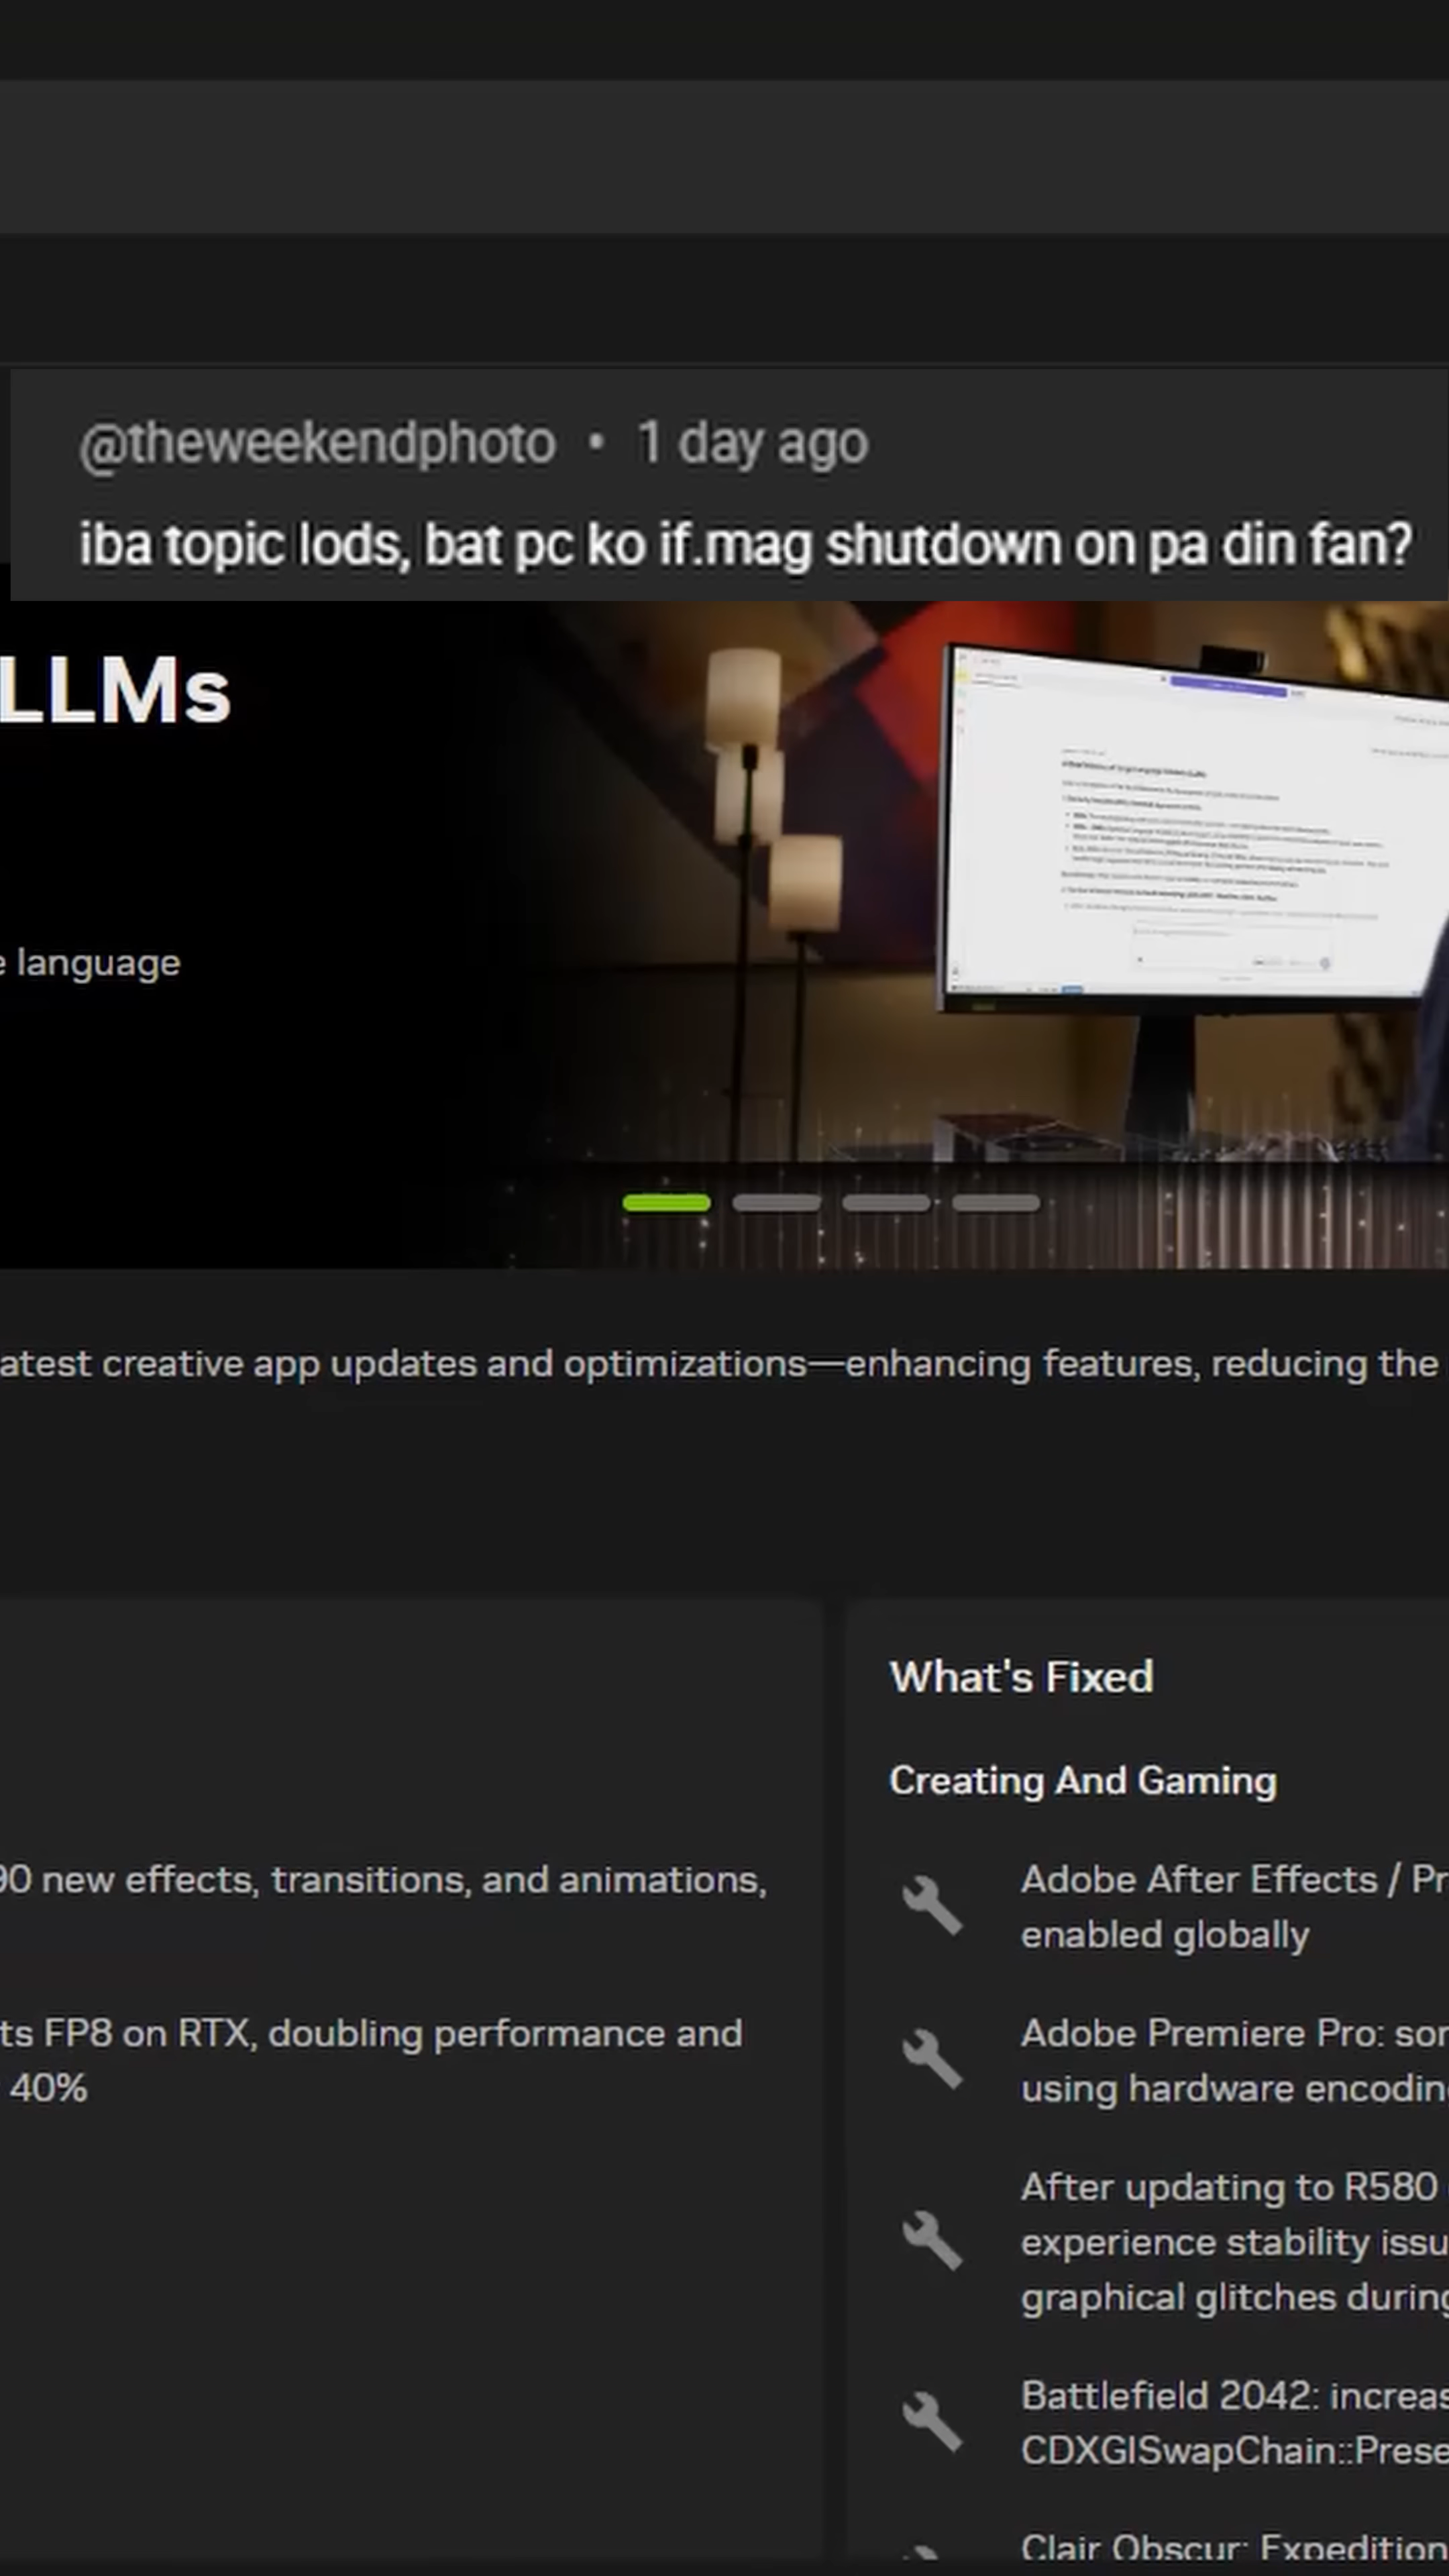 @theweekendphoto • 1 day ago
iba topic lods, bat pc ko if.mag shutdown on pa din fan?
LLMs
language
atest creative app updates and optimizations—enhancing features, reducing the
90 new effects, transitions, and animations,
ts FP8 on RTX, doubling performance and
40%
What's Fixed
Creating And Gaming
Adobe After Effects / Pr
enabled globally
Adobe Premiere Pro: som
using hardware encoding
After updating to R580
experience stability issu
graphical glitches during
Battlefield 2042: increas
CDXGISwapChain::Prese
Clair Obscur: Expedition